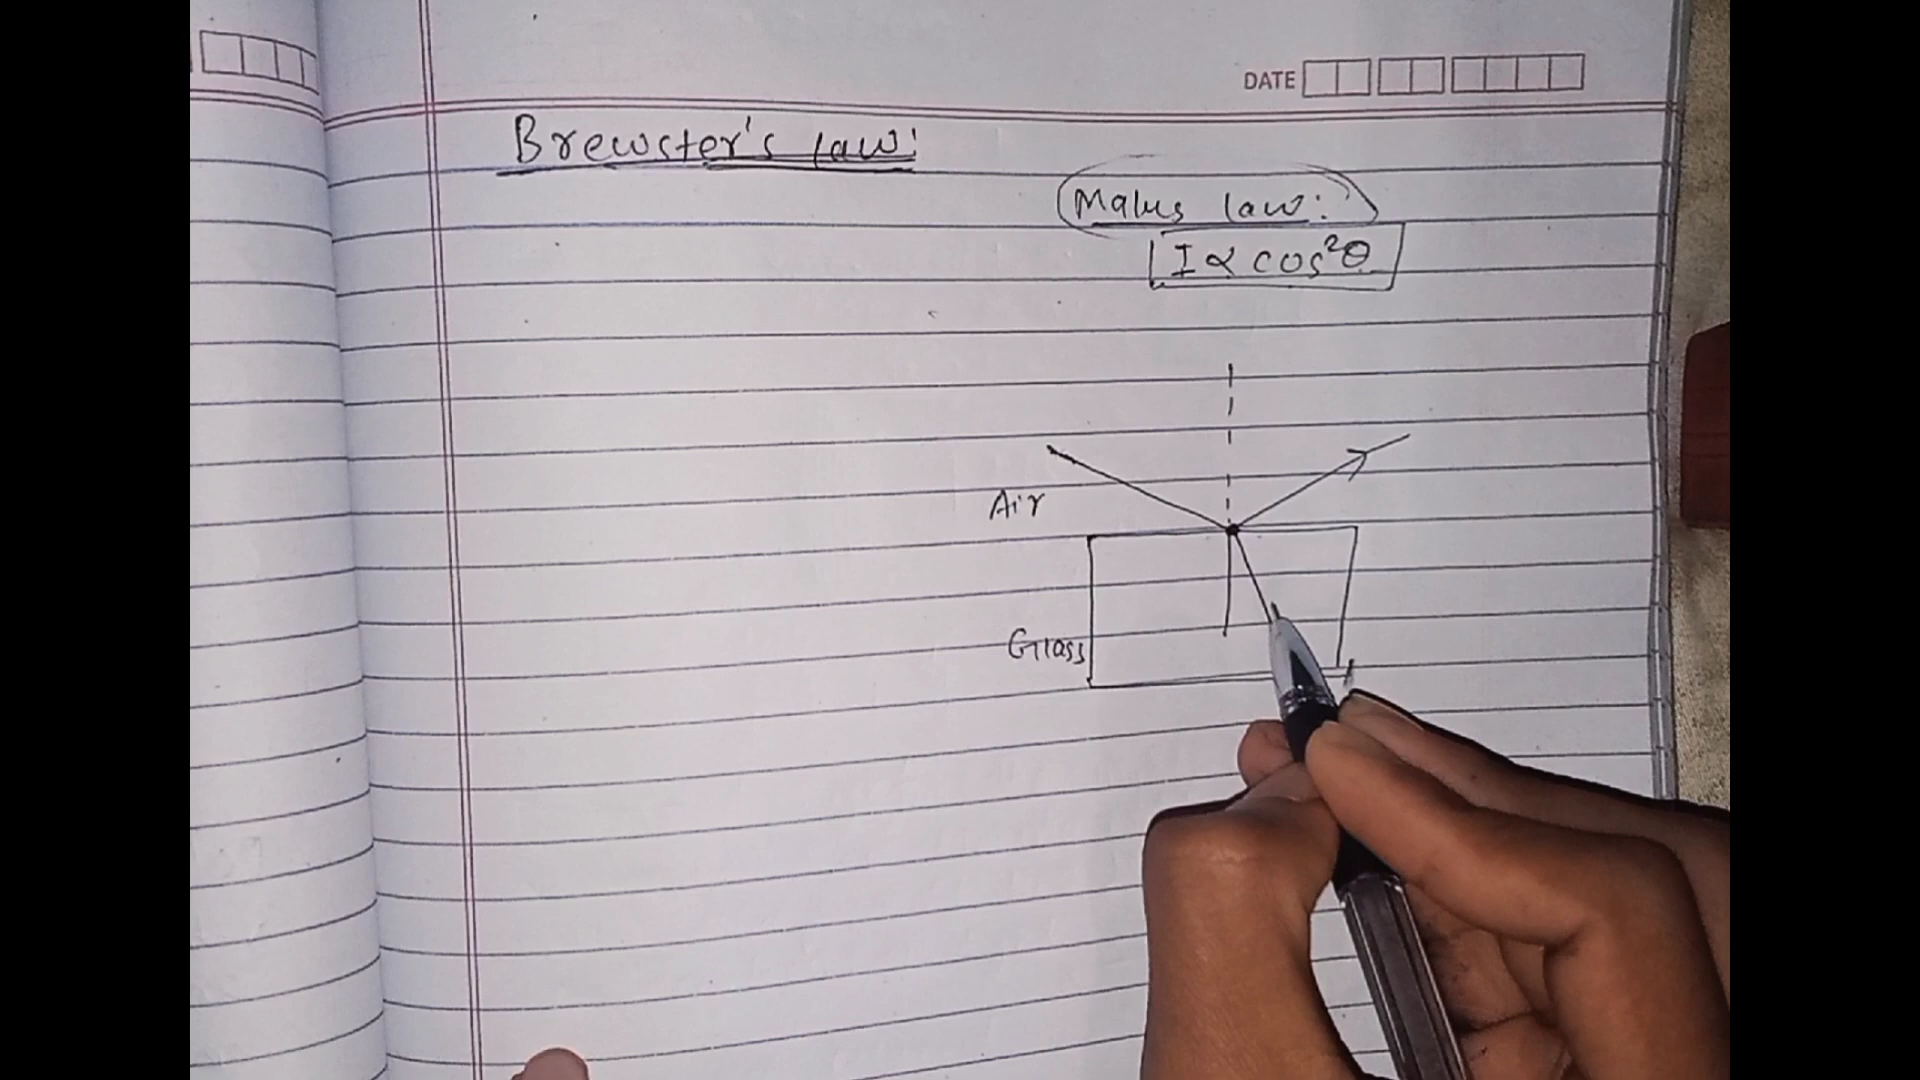 DATE
Brewster's law:
Malus law:
I ∝ cos²θ
Air
Glass